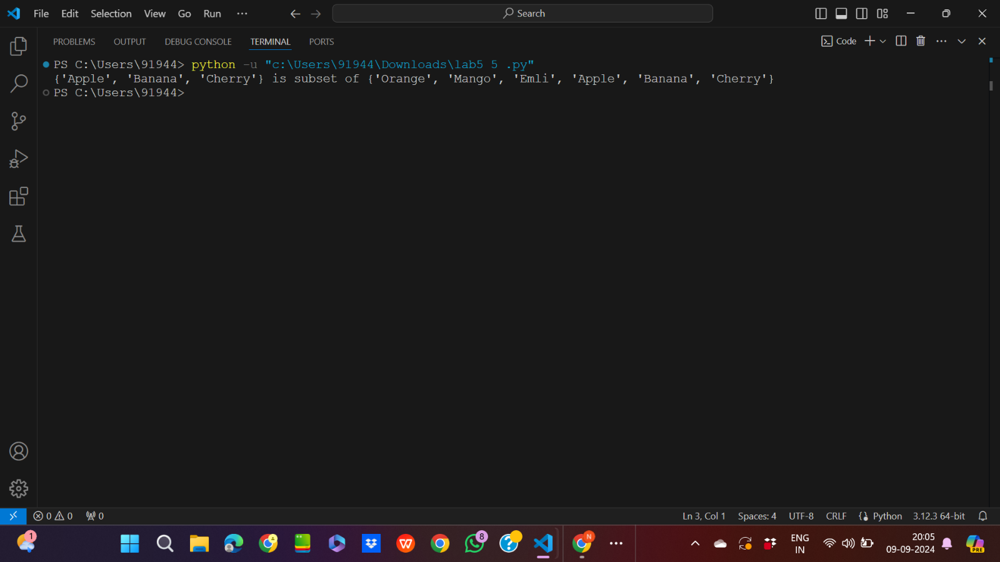 File Edit Selection View Go Run ··· Search
PROBLEMS OUTPUT DEBUG CONSOLE TERMINAL PORTS Code
PS C:\Users\91944> python -u "c:\Users\91944\Downloads\lab5 5 .py"
{'Apple', 'Banana', 'Cherry'} is subset of {'Orange', 'Mango', 'Emli', 'Apple', 'Banana', 'Cherry'}
PS C:\Users\91944>
0 0 0 Ln 3, Col 1 Spaces: 4 UTF-8 CRLF {} Python 3.12.3 64-bit
1 W 8 ? N ··· ENG 20:05
IN 09-09-2024 PRE